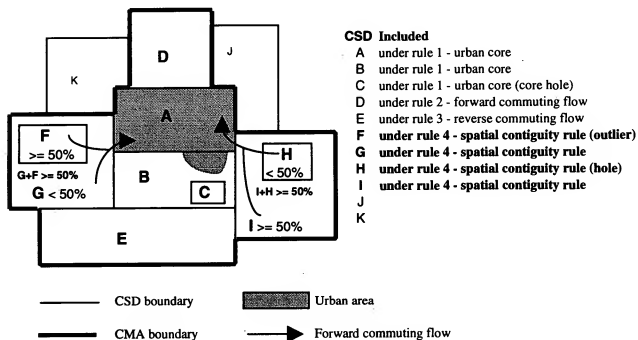 D
J
K
A
F
>= 50%
G+F >= 50%
G < 50%
B
C
H
< 50%
I+H >= 50%
I >= 50%
E
CSD Included
A under rule 1 - urban core
B under rule 1 - urban core
C under rule 1 - urban core (core hole)
D under rule 2 - forward commuting flow
E under rule 3 - reverse commuting flow
F under rule 4 - spatial contiguity rule (outlier)
G under rule 4 - spatial contiguity rule
H under rule 4 - spatial contiguity rule (hole)
I under rule 4 - spatial contiguity rule
J
K
CSD boundary
Urban area
CMA boundary
Forward commuting flow